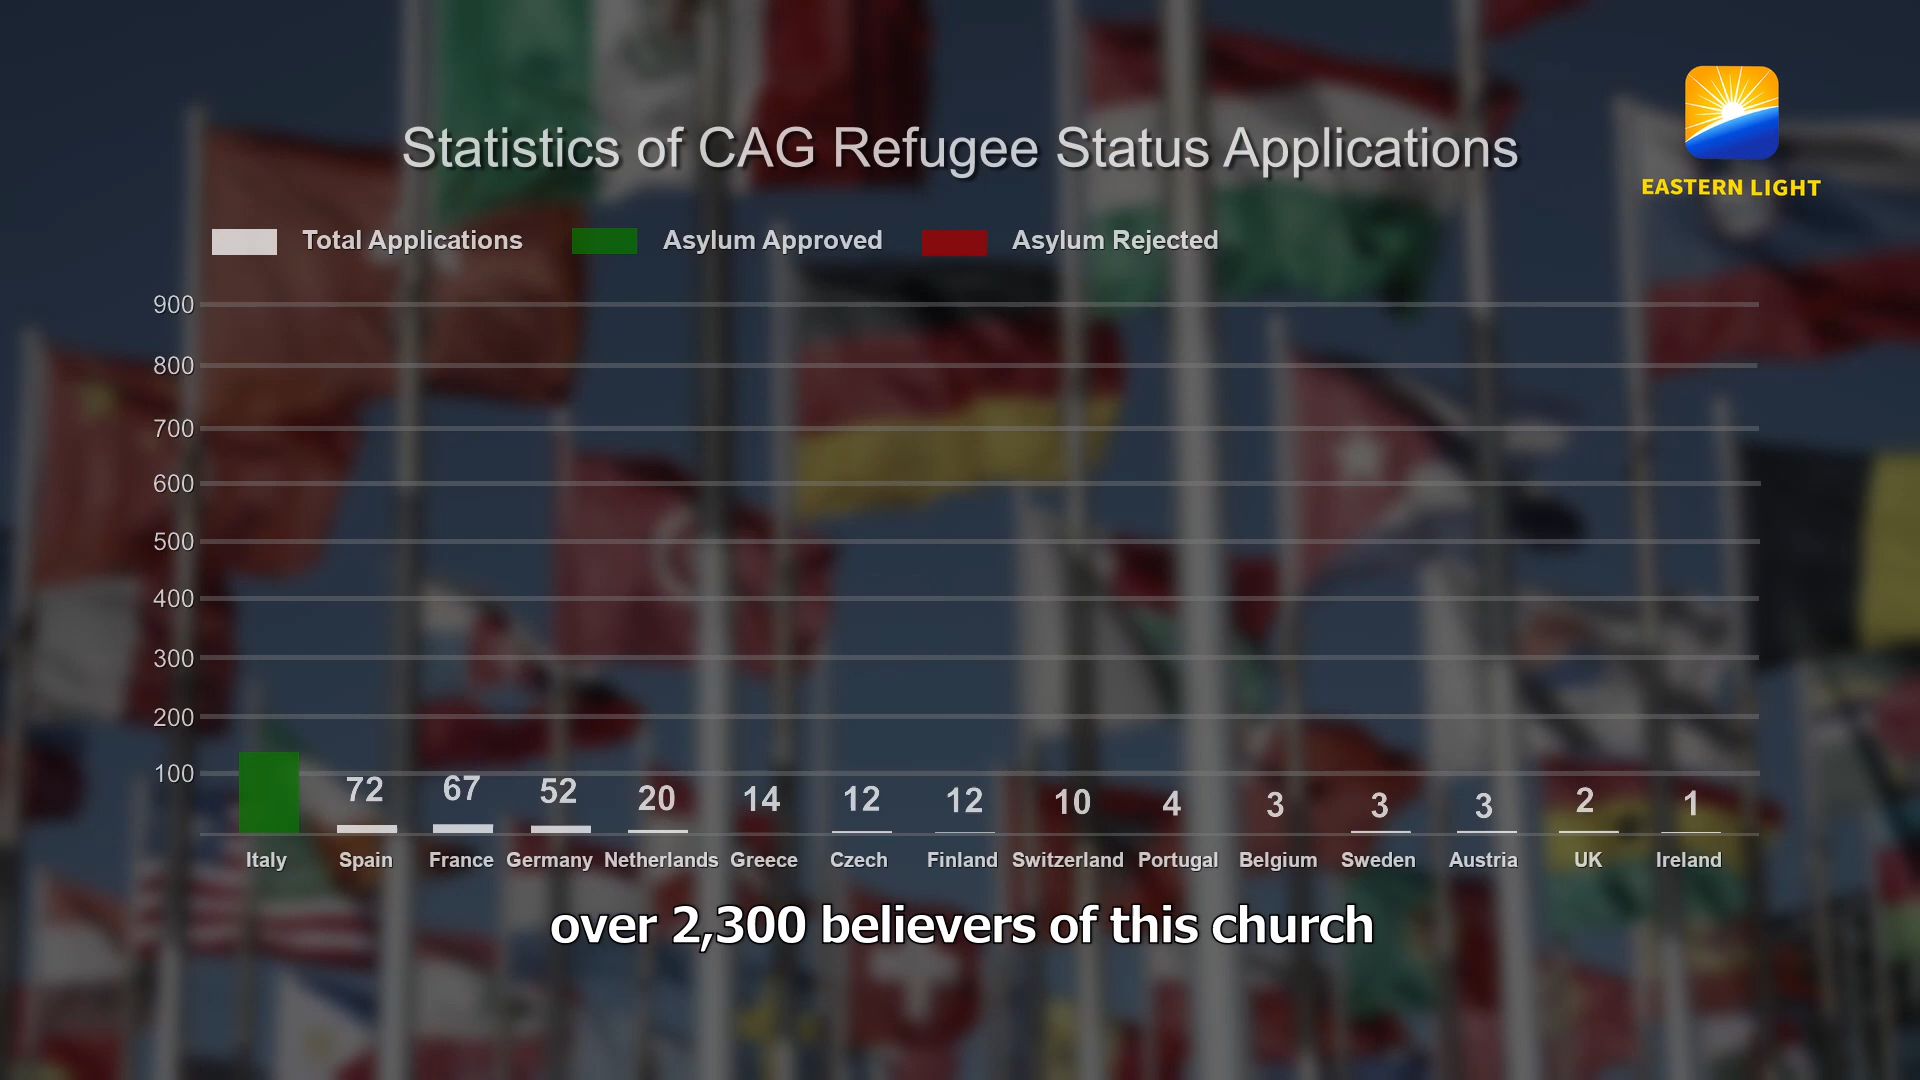 Statistics of CAG Refugee Status Applications
EASTERN LIGHT
Total Applications
Asylum Approved
Asylum Rejected
900
800
700
600
500
400
300
200
100
72
67
52
20
14
12
12
10
4
3
3
3
2
1
Italy
Spain
France
Germany
Netherlands
Greece
Czech
Finland
Switzerland
Portugal
Belgium
Sweden
Austria
UK
Ireland
over 2,300 believers of this church